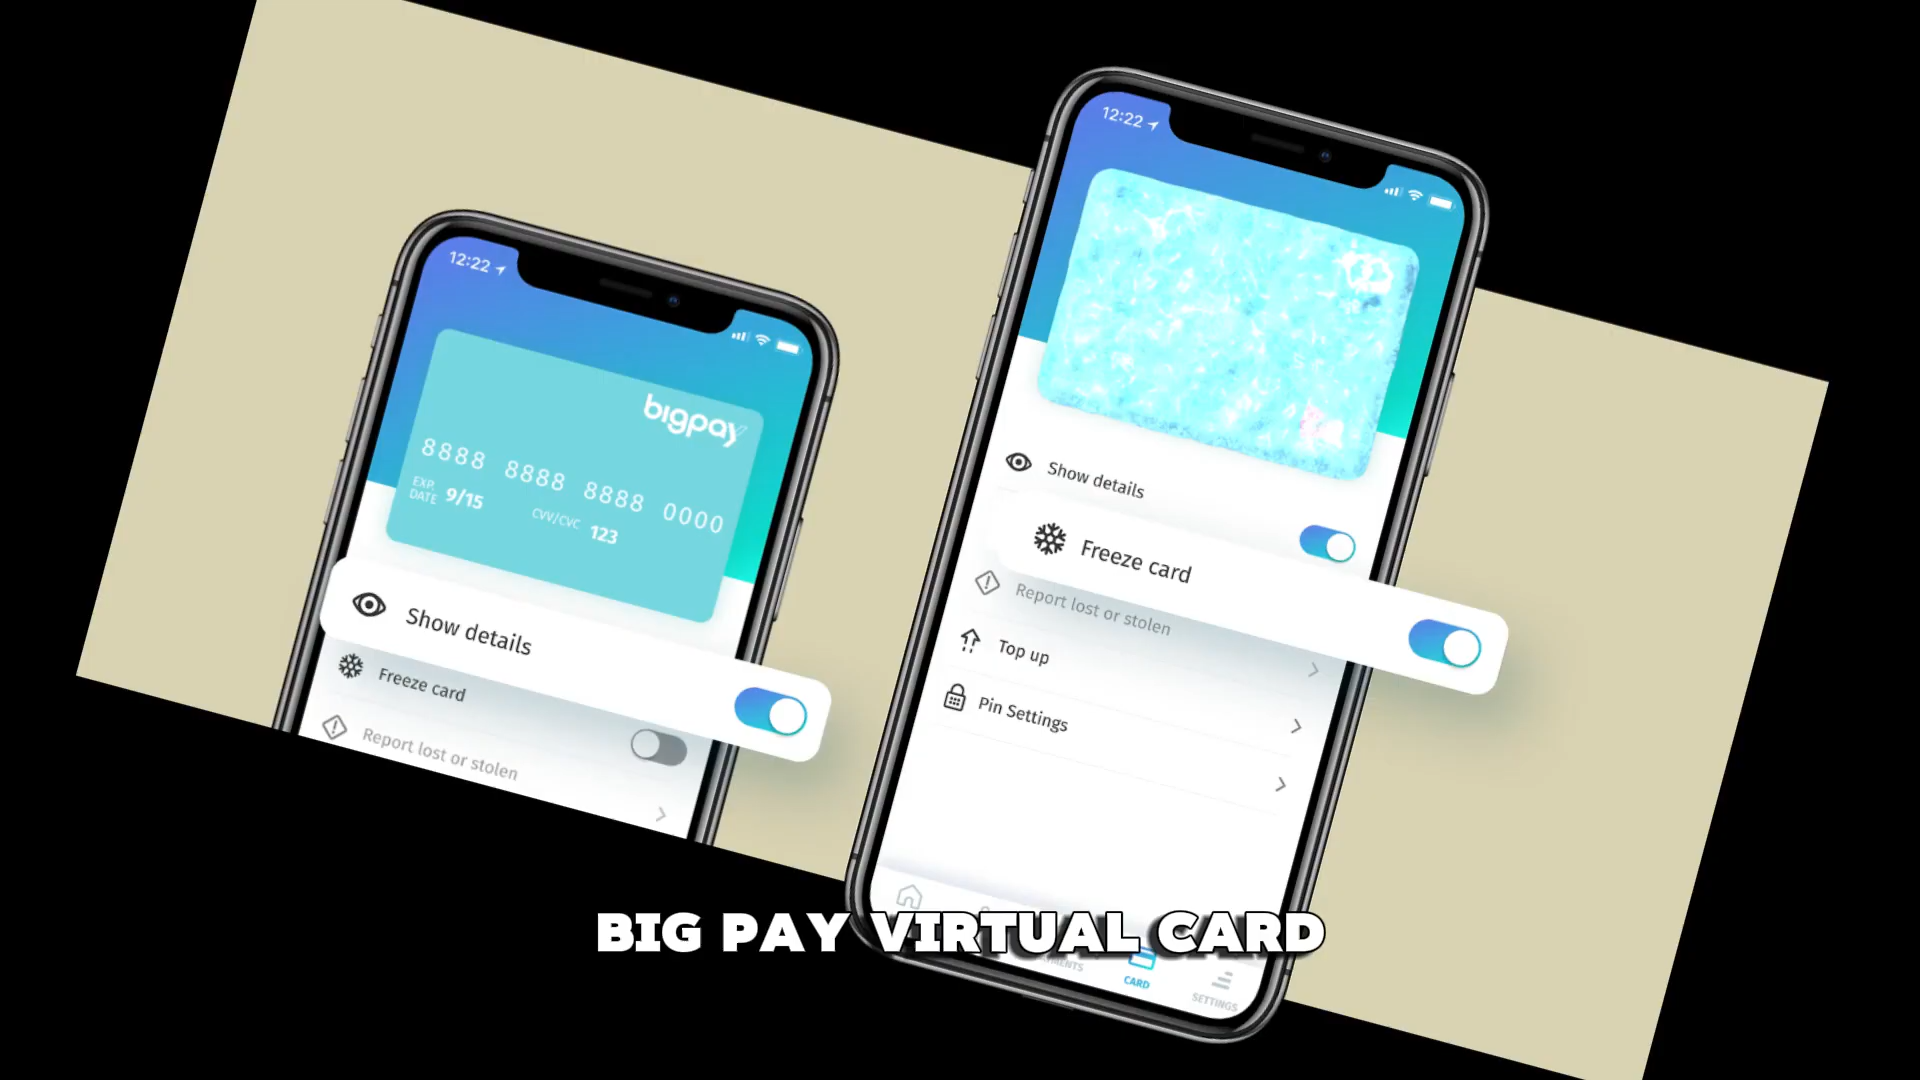 12:22
bigpay
8888 8888 8888 0000
EXP.
DATE 9/15
CVV/CVC 123
Show details
Freeze card
Report lost or stolen
12:22
Show details
Freeze card
Report lost or stolen
Top up
Pin Settings
CARD
SETTINGS
BIG PAY VIRTUAL CARD